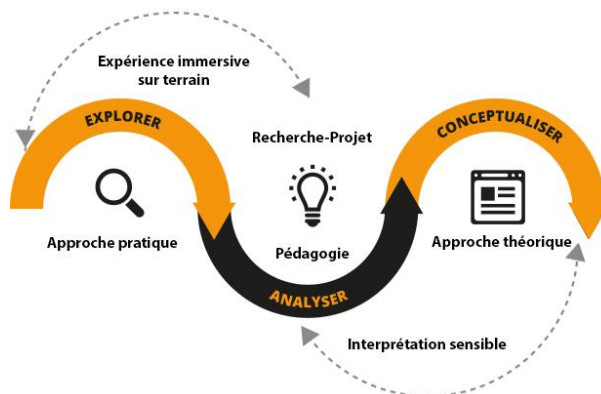 Expérience immersive
sur terrain
EXPLORER
CONCEPTUALISER
Recherche-Projet
Approche pratique
Pédagogie
Approche théorique
ANALYSER
Interprétation sensible